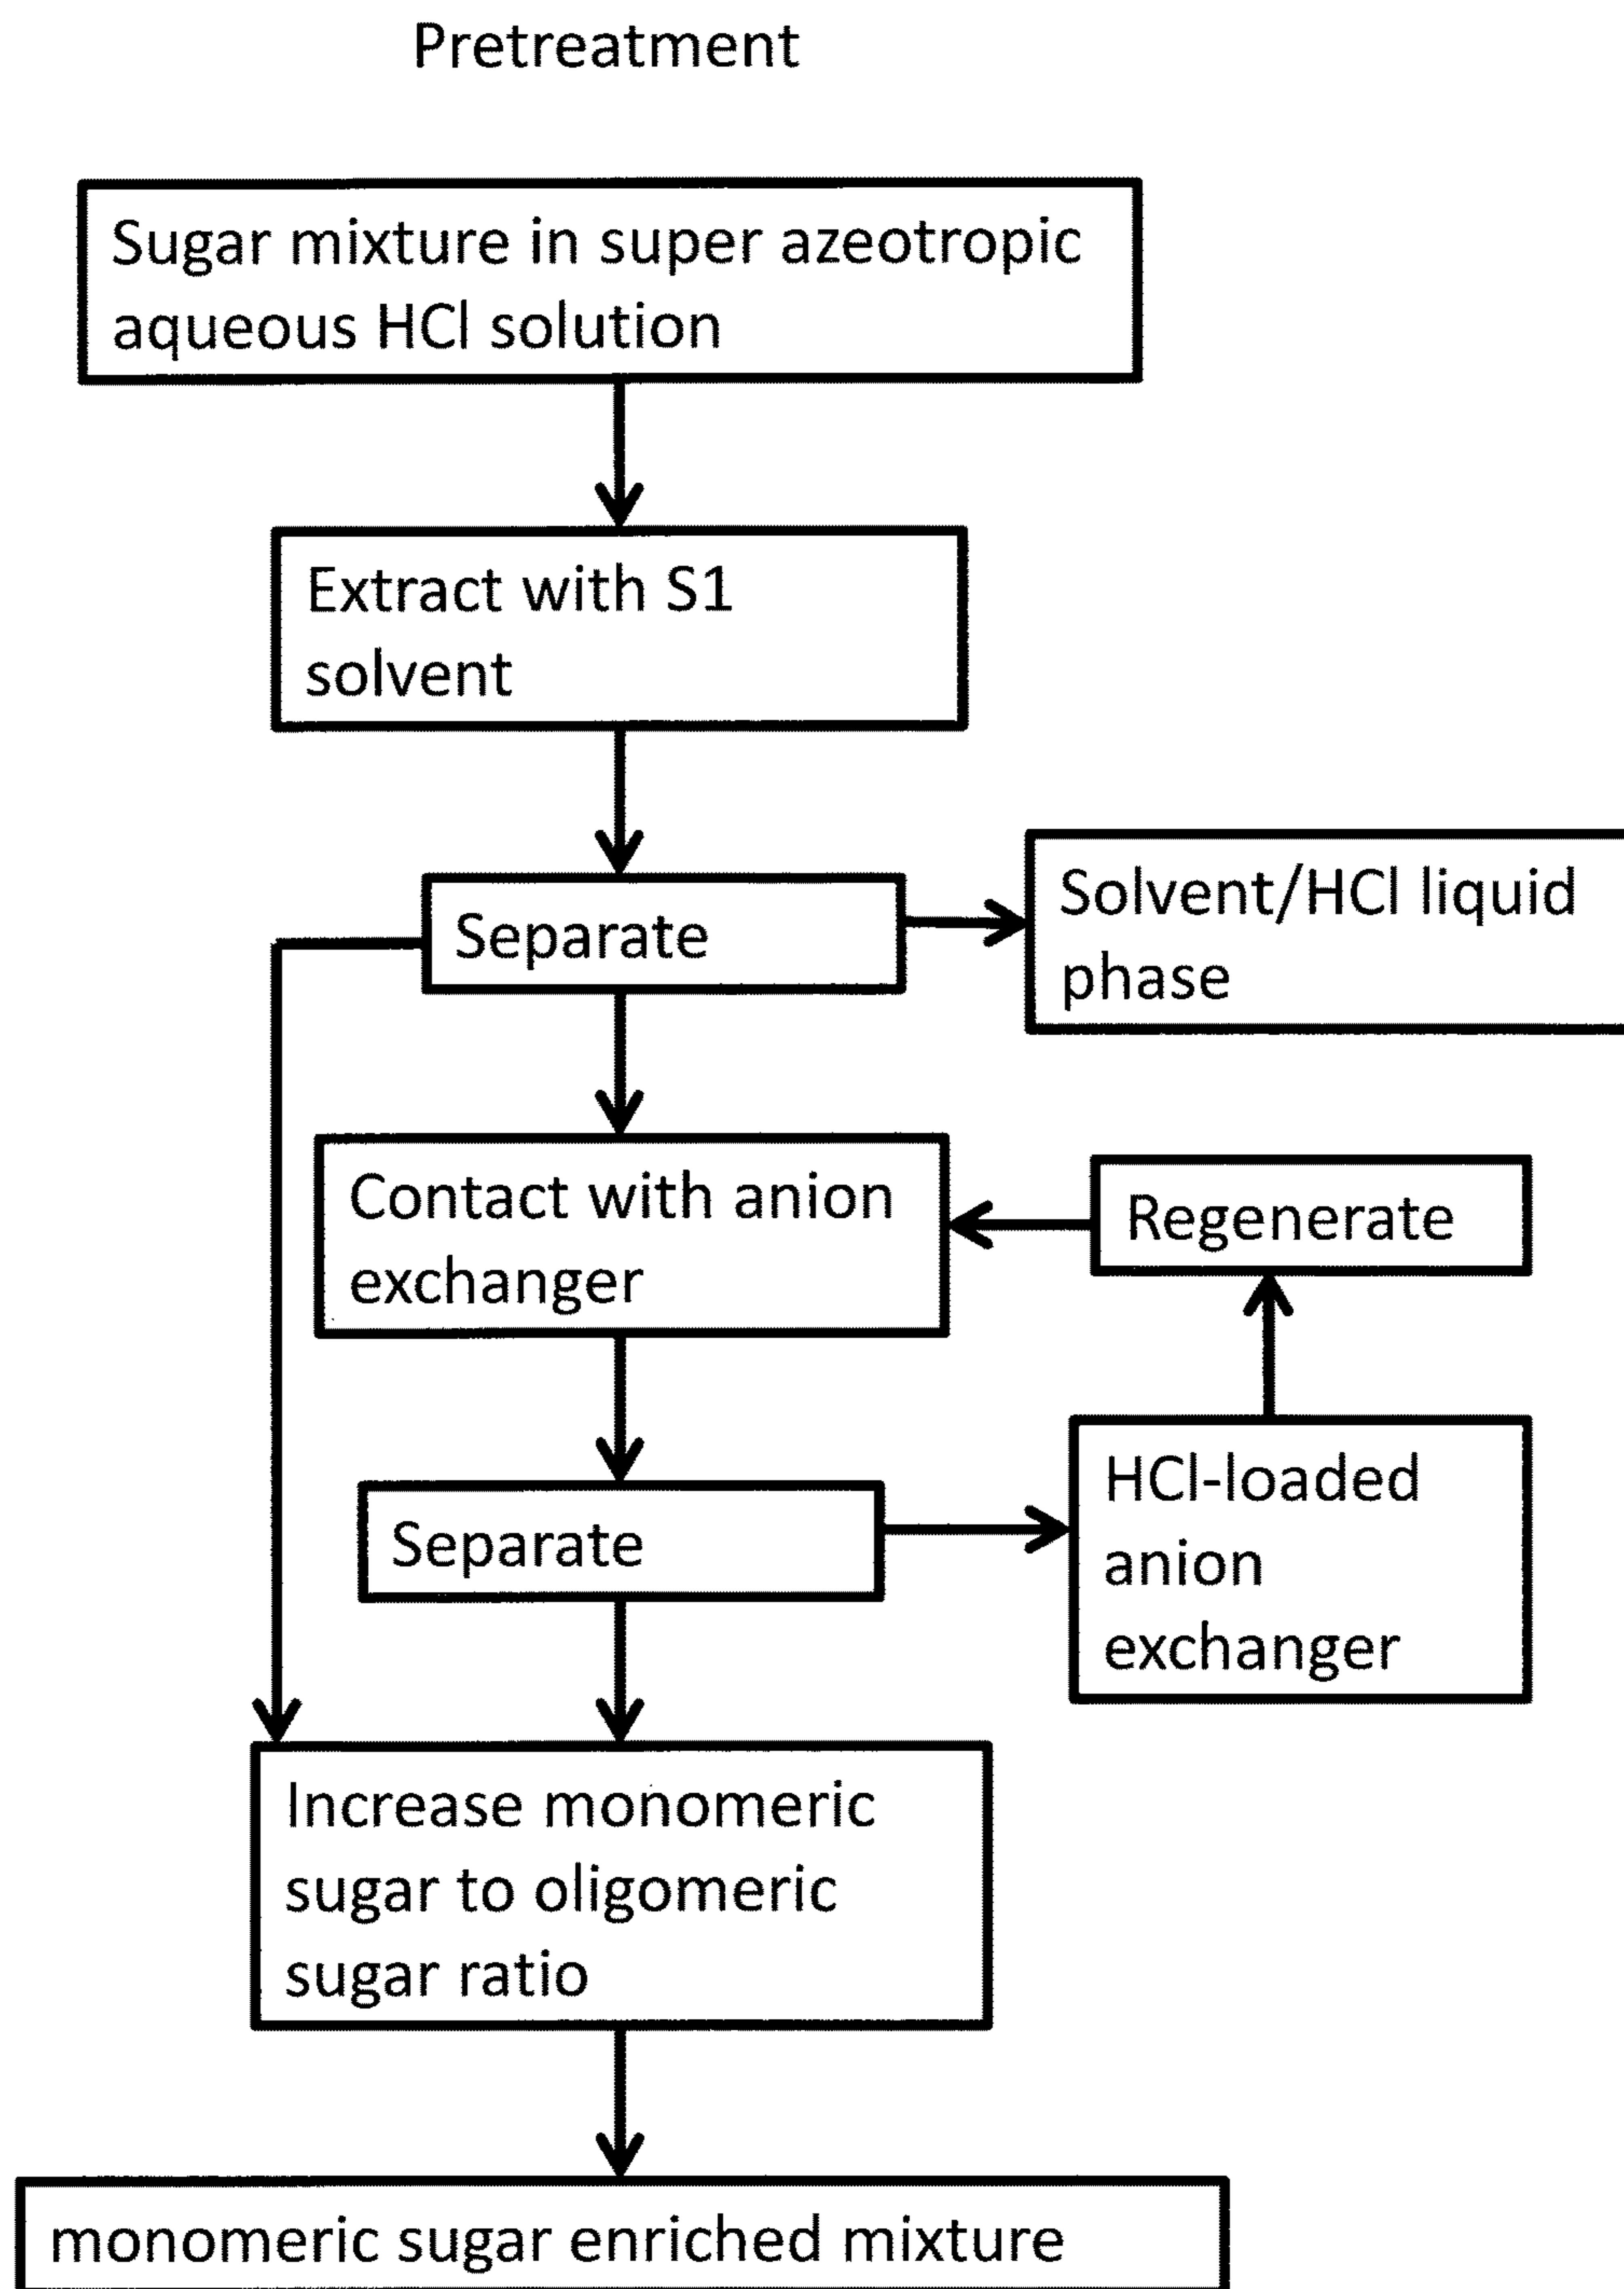 Pretreatment
Sugar mixture in super azeotropic
aqueous HCl solution
Extract with S1
solvent
Separate
Solvent/HCl liquid
phase
Contact with anion
exchanger
Regenerate
Separate
HCl-loaded
anion
exchanger
Increase monomeric
sugar to oligomeric
sugar ratio
monomeric sugar enriched mixture